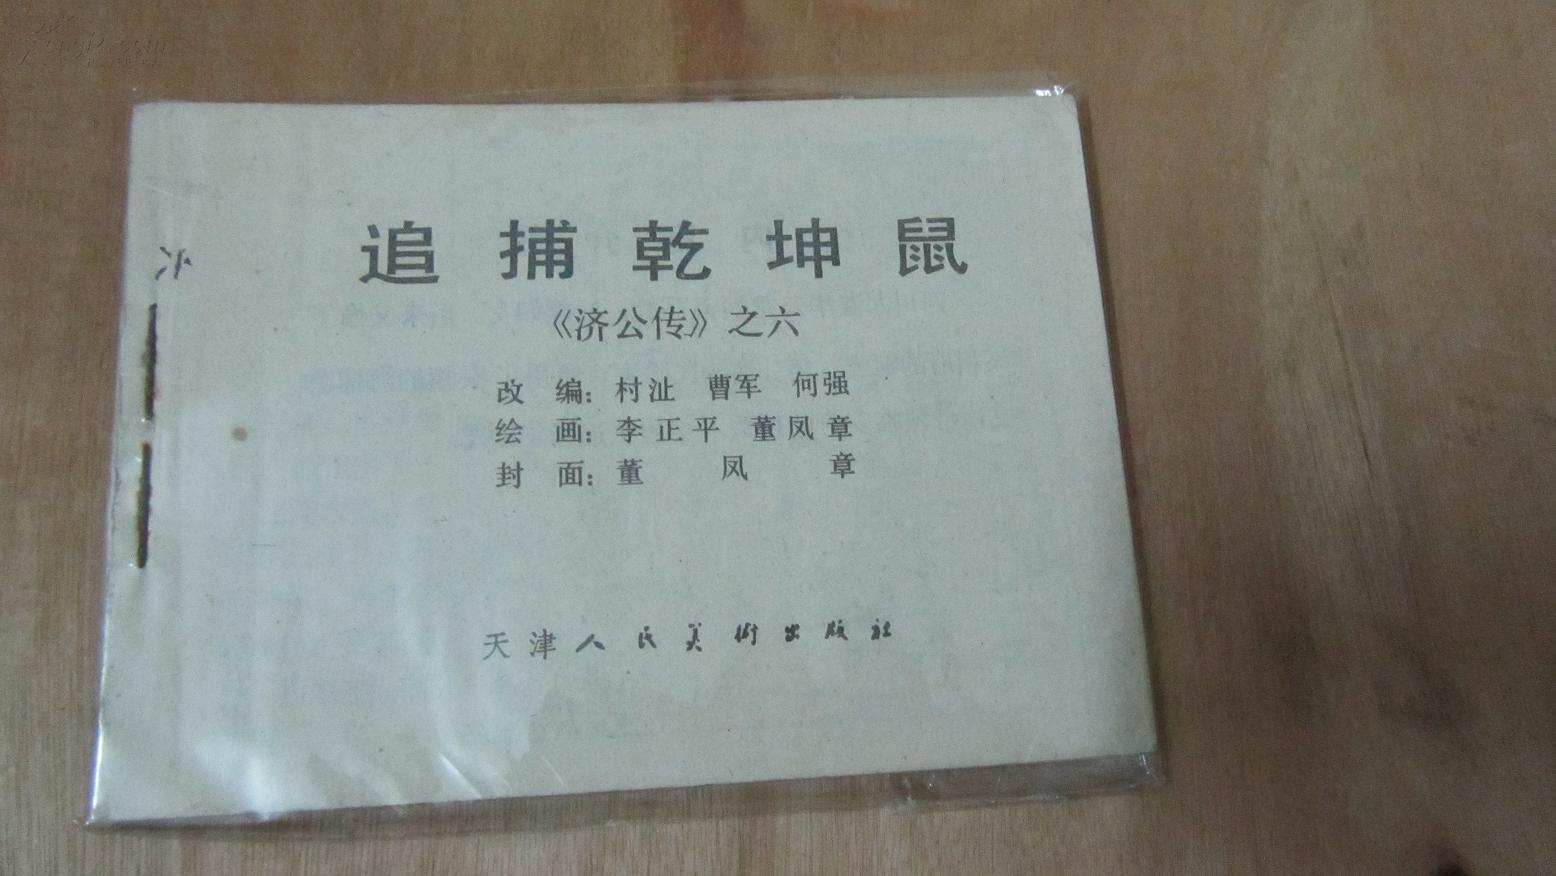 追捕乾坤鼠
《济公传》之六
改 编：村沚 曹军 何强
绘 画：李正平 董凤章
封 面：董 凤 章
天津人民美術出版社